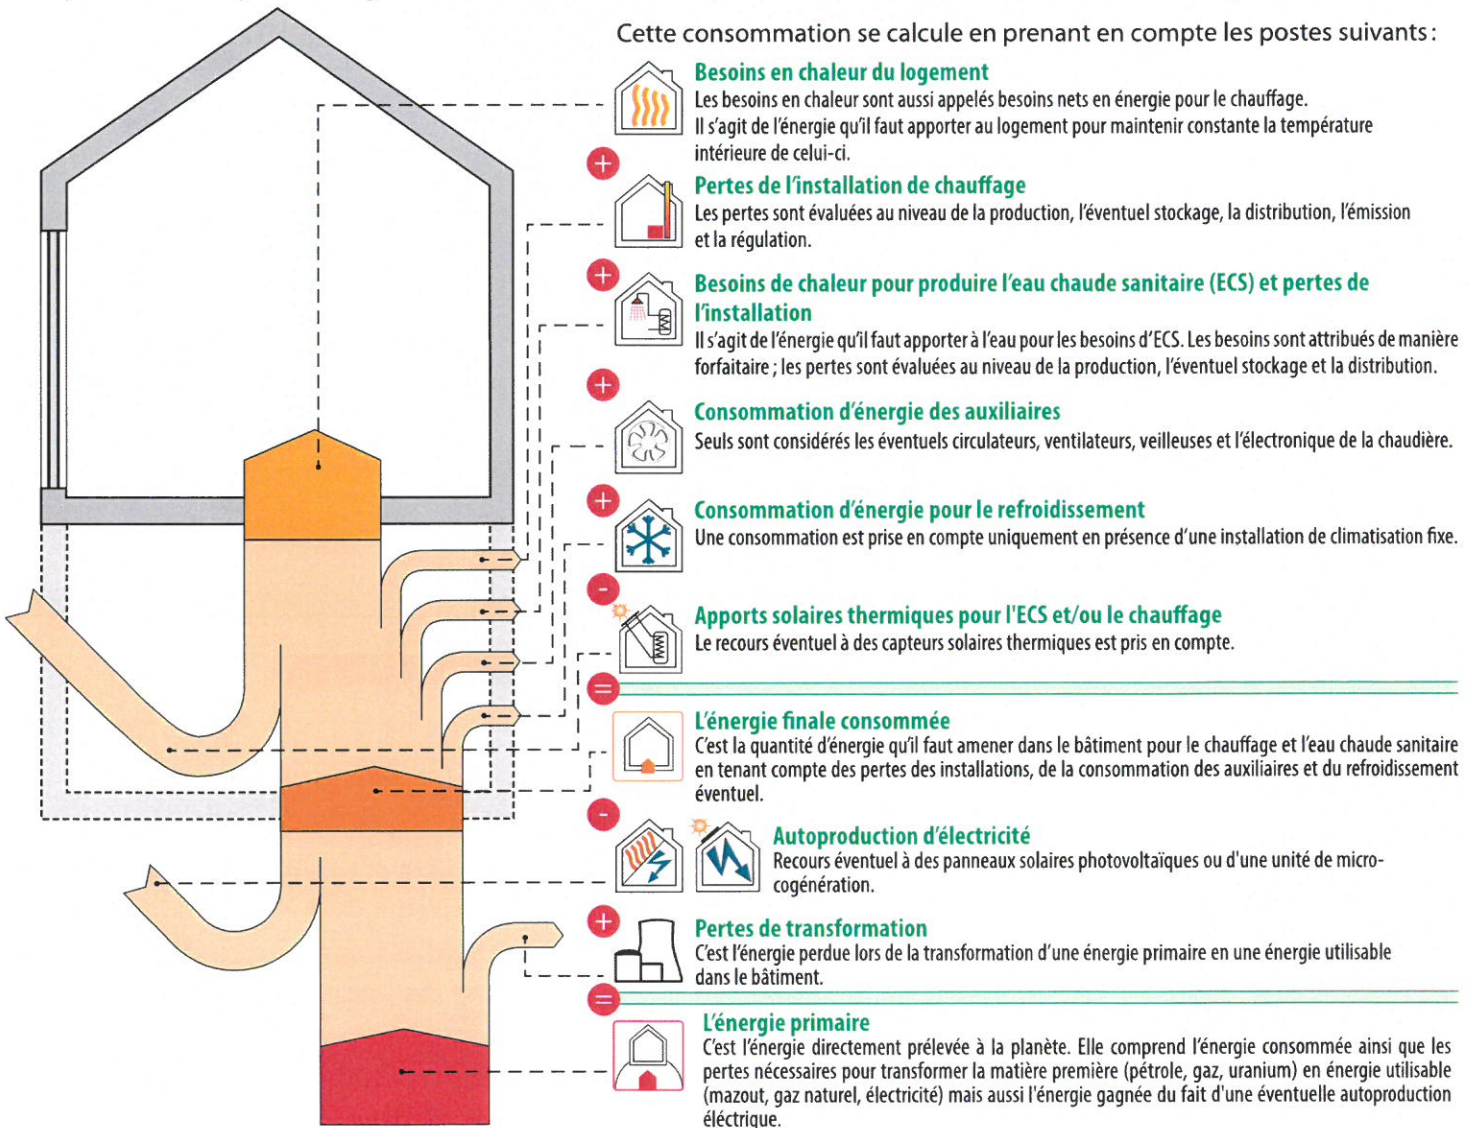 Cette consommation se calcule en prenant en compte les postes suivants :
Besoins en chaleur du logement
Les besoins en chaleur sont aussi appelés besoins nets en énergie pour le chauffage.
Il s'agit de l'énergie qu'il faut apporter au logement pour maintenir constante la température
intérieure de celui-ci.
+
Pertes de l'installation de chauffage
Les pertes sont évaluées au niveau de la production, l'éventuel stockage, la distribution, l'émission
et la régulation.
+
Besoins de chaleur pour produire l'eau chaude sanitaire (ECS) et pertes de
l'installation
Il s'agit de l'énergie qu'il faut apporter à l'eau pour les besoins d'ECS. Les besoins sont attribués de manière
forfaitaire ; les pertes sont évaluées au niveau de la production, l'éventuel stockage et la distribution.
+
Consommation d'énergie des auxiliaires
Seuls sont considérés les éventuels circulateurs, ventilateurs, veilleuses et l'électronique de la chaudière.
+
Consommation d'énergie pour le refroidissement
Une consommation est prise en compte uniquement en présence d'une installation de climatisation fixe.
-
Apports solaires thermiques pour l'ECS et/ou le chauffage
Le recours éventuel à des capteurs solaires thermiques est pris en compte.
=
L'énergie finale consommée
C'est la quantité d'énergie qu'il faut amener dans le bâtiment pour le chauffage et l'eau chaude sanitaire
en tenant compte des pertes des installations, de la consommation des auxiliaires et du refroidissement
éventuel.
-
Autoproduction d'électricité
Recours éventuel à des panneaux solaires photovoltaïques ou d'une unité de micro-
cogénération.
+
Pertes de transformation
C'est l'énergie perdue lors de la transformation d'une énergie primaire en une énergie utilisable
dans le bâtiment.
=
L'énergie primaire
C'est l'énergie directement prélevée à la planète. Elle comprend l'énergie consommée ainsi que les
pertes nécessaires pour transformer la matière première (pétrole, gaz, uranium) en énergie utilisable
(mazout, gaz naturel, électricité) mais aussi l'énergie gagnée du fait d'une éventuelle autoproduction
éléctrique.